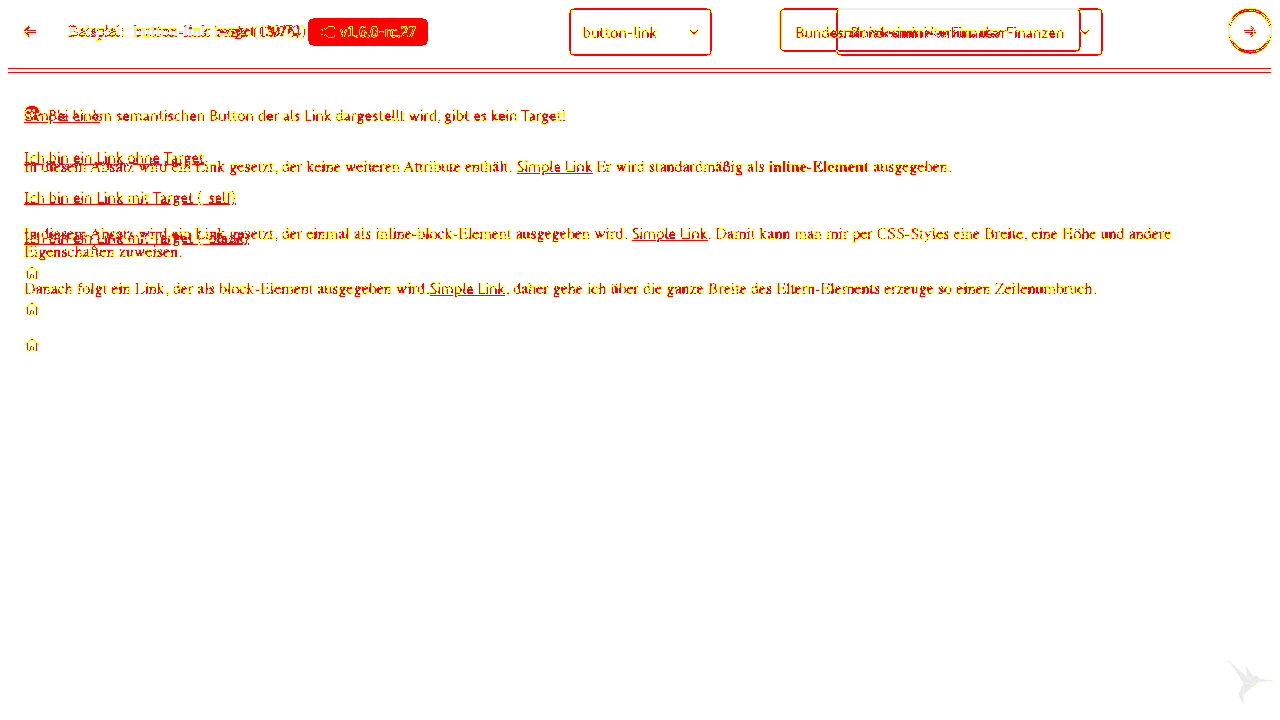 Beispiel: button-link
v1.6.0-rc.27
button-link
Finanzen
Simple Link
Bei einem semantischen Button der als Link dargestellt wird, gibt es kein Target!
Ich bin ein Link ohne Target.
In diesem Absatz wird ein Link gesetzt, der keine weiteren Attribute enthält. Simple Link Er wird standardmäßig als inline-Element ausgegeben.
Ich bin ein Link mit Target (_self)
In diesem Absatz wird ein Link gesetzt, der einmal als inline-block-Element ausgegeben wird. Simple Link. Damit kann man mir per CSS-Styles eine Breite, eine Höhe und andere
Ich bin ein Link mit Target
Eigenschaften zuweisen.
Danach folgt ein Link, der als block-Element ausgegeben wird.Simple Link, daher gehe ich über die ganze Breite des Eltern-Elements erzeuge so einen Zeilenumbruch.